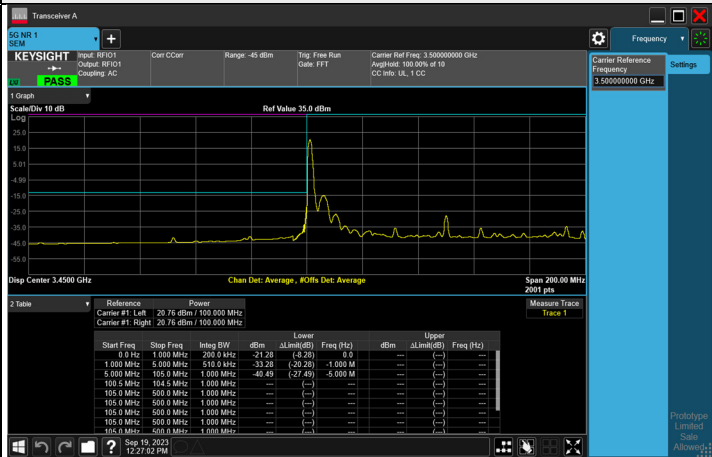 Transceiver A
5G NR 1
SEM
Frequency
KEYSIGHT
PASS
Input: RFIO1
Output: RFIO1
Coupling: AC
Corr CCorr
Range: -45 dBm
Trig: Free Run
Gate: FFT
Carrier Ref Freq: 3.500000000 GHz
Avg|Hold: 100.00% of 10
CC Info: UL, 1 CC
Carrier Reference
Frequency
3.500000000 GHz
Settings
1 Graph
Scale/Div 10 dB
Ref Value 35.0 dBm
Log
25.0
15.0
5.01
-4.99
-15.0
-25.0
-35.0
-45.0
-55.0
Disp Center 3.4500 GHz
Chan Det: Average , #Offs Det: Average
Span 200.00 MHz
2001 pts
2 Table
Reference Power
Carrier #1: Left 20.76 dBm / 100.000 MHz
Carrier #1: Right 20.76 dBm / 100.000 MHz
Measure Trace
Trace 1
Lower Upper
Start Freq Stop Freq Integ BW dBm ΔLimit(dB) Freq (Hz) dBm ΔLimit(dB) Freq (Hz)
0.0 Hz 1.000 MHz 200.0 kHz -21.28 (-8.28) 0.0 --- (---) ---
1.000 MHz 5.000 MHz 510.0 kHz -33.28 (-20.28) -1.000 M --- (---) ---
5.000 MHz 105.0 MHz 1.000 MHz -40.49 (-27.49) -5.000 M --- (---) ---
100.5 MHz 104.5 MHz 1.000 MHz --- (---) --- --- (---) ---
105.0 MHz 500.0 MHz 1.000 MHz --- (---) --- --- (---) ---
105.0 MHz 500.0 MHz 1.000 MHz --- (---) --- --- (---) ---
105.0 MHz 500.0 MHz 1.000 MHz --- (---) --- --- (---) ---
105.0 MHz 500.0 MHz 1.000 MHz --- (---) --- --- (---) ---
Prototype
Limited
Sale
Allowed
?
Sep 19, 2023
12:27:02 PM